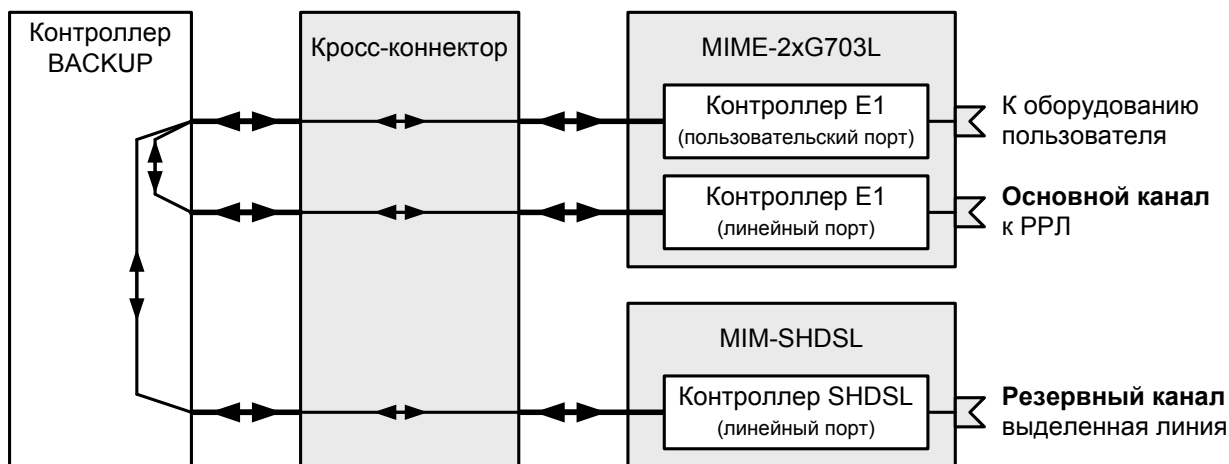 Контроллер
BACKUP
Кросс-коннектор
MIME-2xG703L
Контроллер E1
(пользовательский порт)
К оборудованию
пользователя
Контроллер E1
(линейный порт)
Основной канал
к РРЛ
MIM-SHDSL
Контроллер SHDSL
(линейный порт)
Резервный канал
выделенная линия